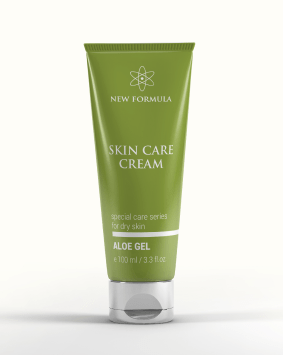 NEW FORMULA
SKIN CARE
CREAM
special care series
for dry skin
ALOE GEL
e 100 ml / 3.3 fl.oz